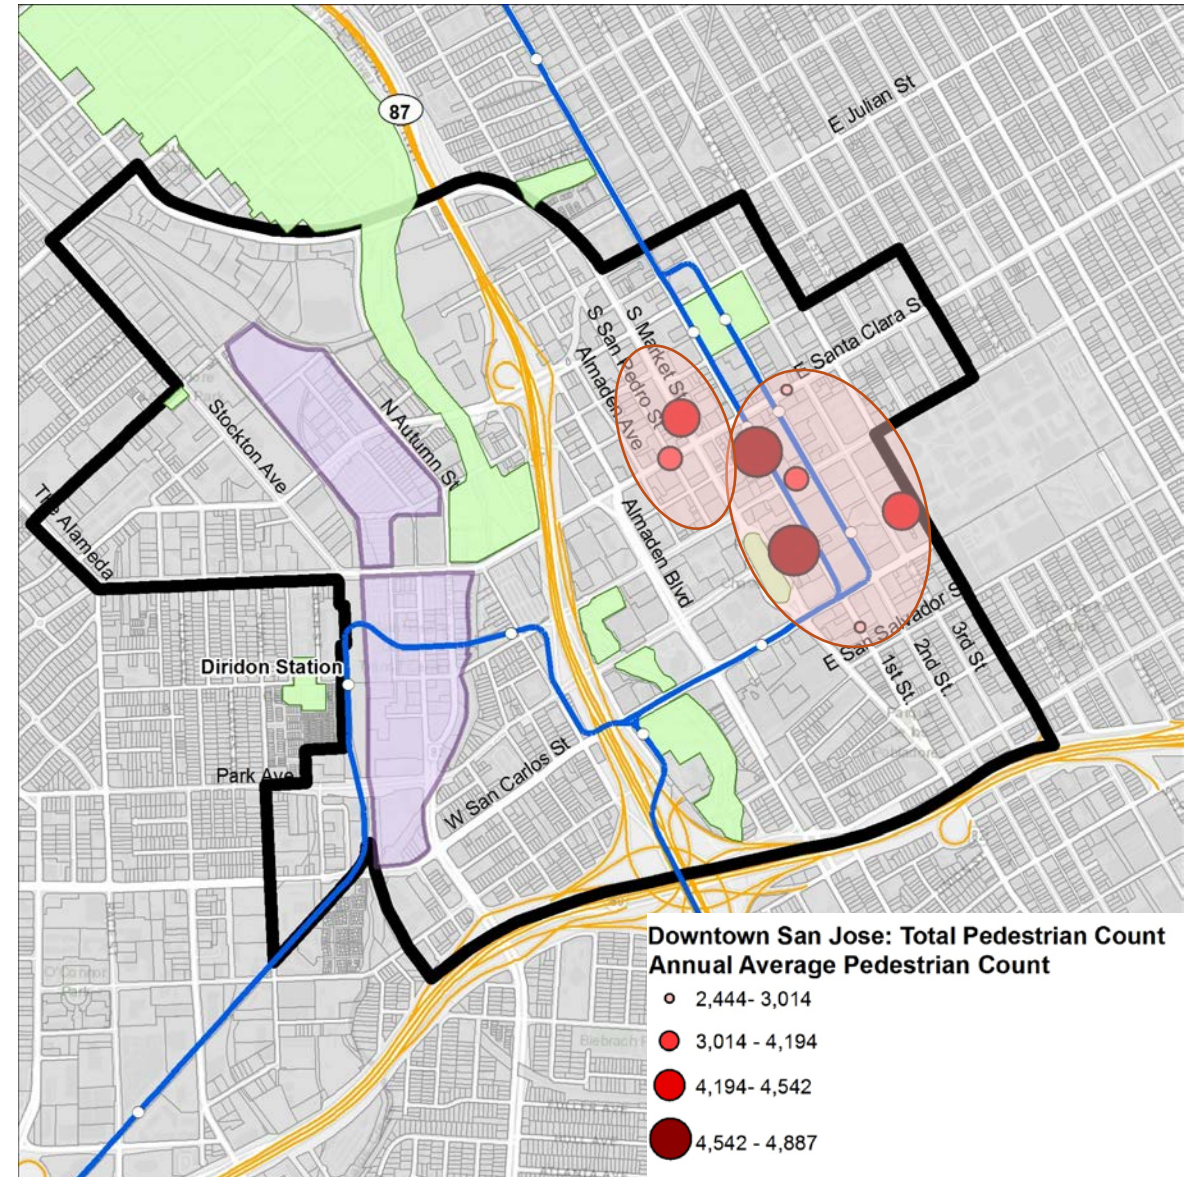 87
E Julian St
S Market St
S San Pedro St
Almaden Ave
E Santa Clara S
N Autumn St
Stockton Ave
The Alameda
Almaden Blvd
Diridon Station
E San Salvador S
3rd St
2nd St.
1st St.
Park Ave
W San Carlos St
O'Connor
Park
Biebrach P
Downtown San Jose: Total Pedestrian Count
Annual Average Pedestrian Count
2,444- 3,014
3,014 - 4,194
4,194- 4,542
4,542 - 4,887